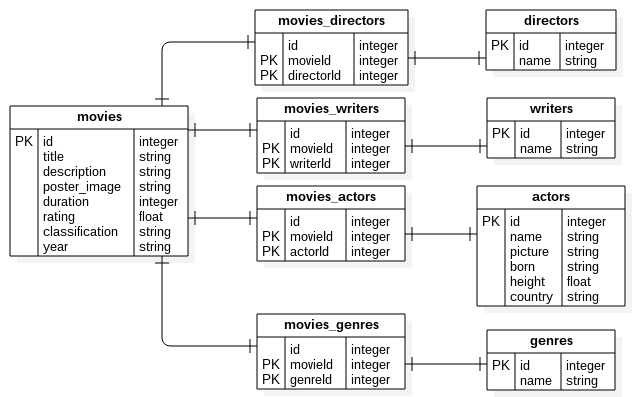 movies_directors
id integer
PK movieId integer
PK directorId integer
directors
PK id integer
name string
movies
PK id integer
title string
description string
poster_image string
duration integer
rating float
classification string
year string
movies_writers
id integer
PK movieId integer
PK writerId integer
writers
PK id integer
name string
movies_actors
id integer
PK movieId integer
PK actorId integer
actors
PK id integer
name string
picture string
born string
height float
country string
movies_genres
id integer
PK movieId integer
PK genreId integer
genres
PK id integer
name string